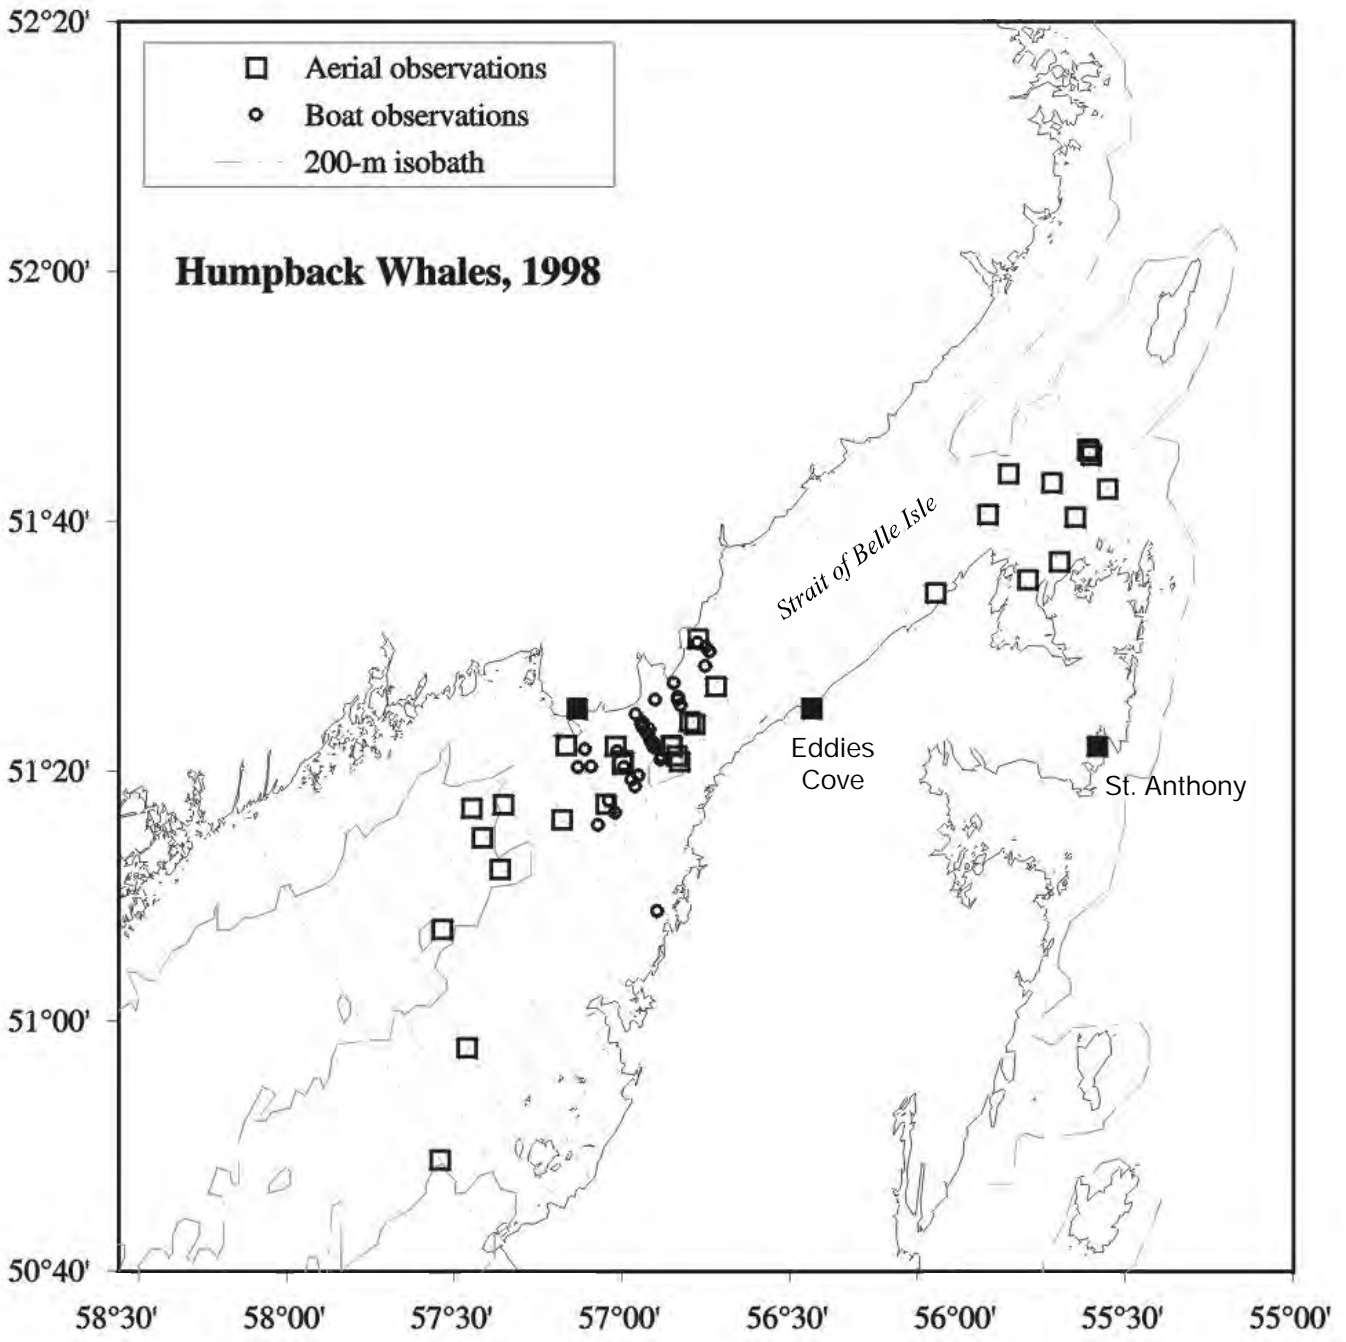 52°20'
Aerial observations
Boat observations
200-m isobath
52°00'
Humpback Whales, 1998
51°40'
Strait of Belle Isle
Eddies
Cove
51°20'
St. Anthony
51°00'
50°40'
58°30' 58°00' 57°30' 57°00' 56°30' 56°00' 55°30' 55°00'